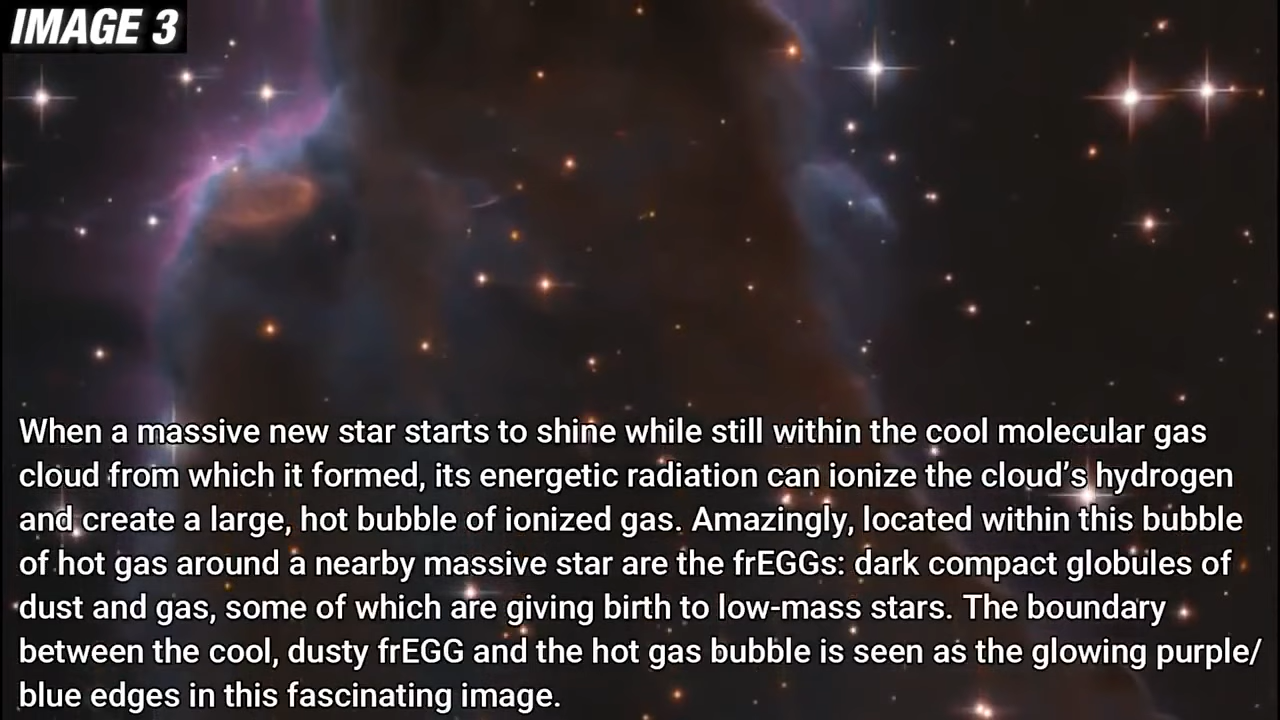 IMAGE 3
When a massive new star starts to shine while still within the cool molecular gas
cloud from which it formed, its energetic radiation can ionize the cloud’s hydrogen
and create a large, hot bubble of ionized gas. Amazingly, located within this bubble
of hot gas around a nearby massive star are the frEGGs: dark compact globules of
dust and gas, some of which are giving birth to low-mass stars. The boundary
between the cool, dusty frEGG and the hot gas bubble is seen as the glowing purple/
blue edges in this fascinating image.